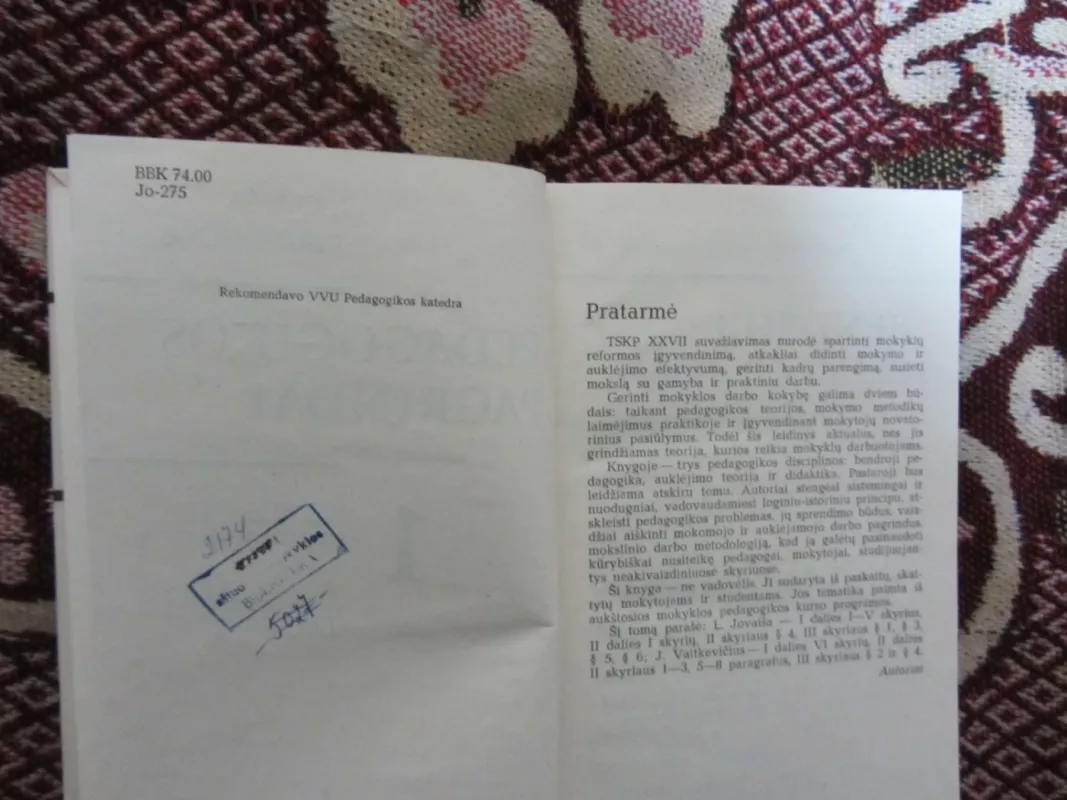 BBK 74.00
Jo-275
Rekomendavo VVU Pedagogikos katedra
2174
mokyklos
5027
Pratarmė
TSKP XXVII suvažiavimas nurodė spartinti mokyklų
reformos įgyvendinimą, atkakliai didinti mokymo ir
auklėjimo efektyvumą, gerinti kadrų parengimą, susieti
mokslą su gamyba ir praktiniu darbu.
Gerinti mokyklos darbo kokybę galima dviem bū-
dais: taikant pedagogikos teorijos, mokymo metodikų
laimėjimus praktikoje ir įgyvendinant mokytojų novato-
rinius pasiūlymus. Todėl šis leidinys aktualus, nes jis
grindžiamas teorija, kurios reikia mokyklų darbuotojams.
Knygoje — trys pedagogikos disciplinos: bendroji pe-
dagogika, auklėjimo teorija ir didaktika. Pastaroji bus
leidžiama atskiru tomu. Autoriai stengėsi sistemingai ir
nuodugniai, vadovaudamiesi loginiu-istoriniu principu, at-
skleisti pedagogikos problemas, jų sprendimo būdus, vaiz-
džiai aiškinti mokomojo ir auklėjamojo darbo pagrindus,
mokslinio darbo metodologiją, kad ją galėtų pasinaudoti
kūrybiškai nusiteikę pedagogai, mokytojai, studijuojan-
tys neakivaizdiniuose skyriuose.
Ši knyga — ne vadovėlis. Ji sudaryta iš paskaitų, skai-
tytų mokytojams ir studentams. Jos tematika paimta iš
aukštosios mokyklos pedagogikos kurso programos.
Šį tomą parašė: L. Jovaiša — I dalies I—V skyrius,
II dalies I skyrių, II skyriaus § 4, III skyriaus § 1, § 3,
§ 5, § 6; J. Vaitkevičius — I dalies VI skyrių, II dalies
II skyriaus 1—3, 5—8 paragrafus, III skyriaus § 2 ir § 4.
Autoriai